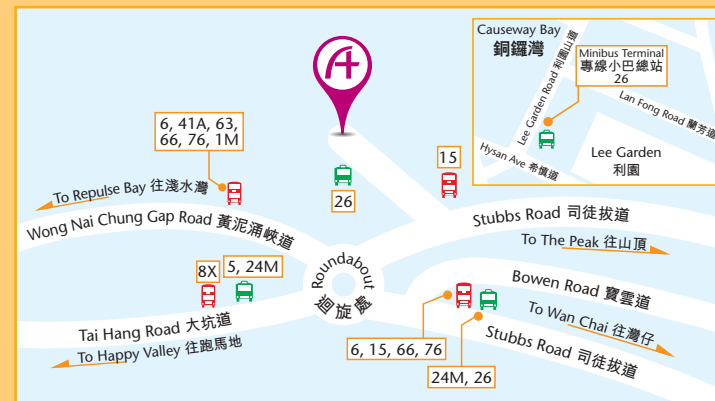 Causeway Bay
銅鑼灣
Minibus Terminal
專線小巴總站
26
Lee Garden Road 利園山道
Lan Fong Road 蘭芳道
Hysan Ave 希慎道
Lee Garden
利園
6, 41A, 63,
66, 76, 1M
15
26
To Repulse Bay 往淺水灣
Wong Nai Chung Gap Road 黃泥涌峽道
Stubbs Road 司徒拔道
To The Peak 往山頂
8X
5, 24M
Roundabout
迴旋處
Bowen Road 寶雲道
To Wan Chai 往灣仔
Tai Hang Road 大坑道
To Happy Valley 往跑馬地
6, 15, 66, 76
24M, 26
Stubbs Road 司徒拔道